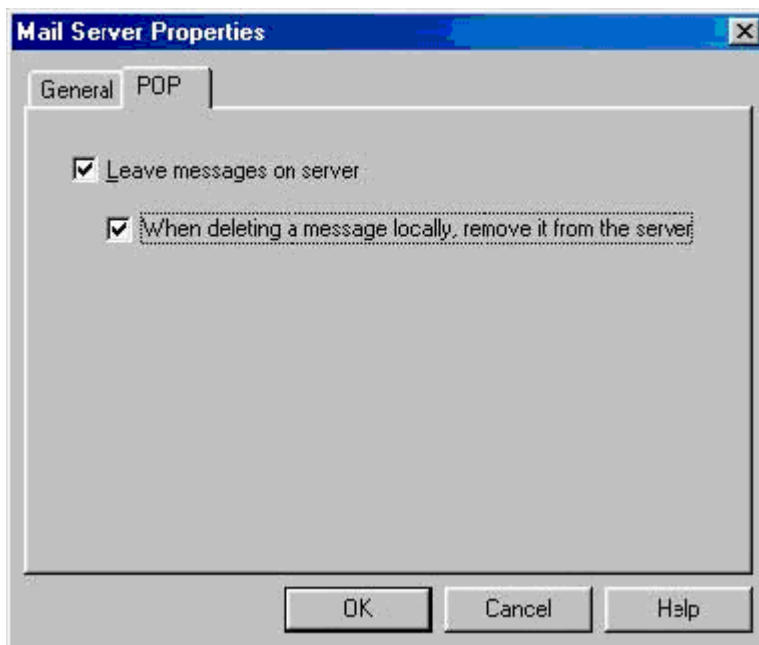 Mail Server Properties
General POP
Leave messages on server
When deleting a message locally, remove it from the server
OK Cancel Help